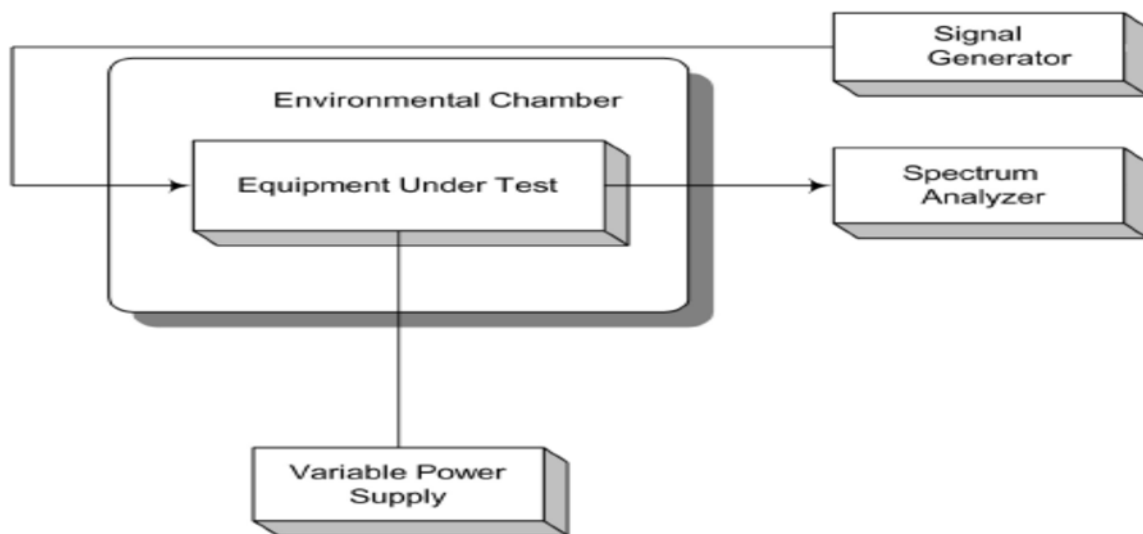 Signal
Generator
Environmental Chamber
Equipment Under Test
Spectrum
Analyzer
Variable Power
Supply